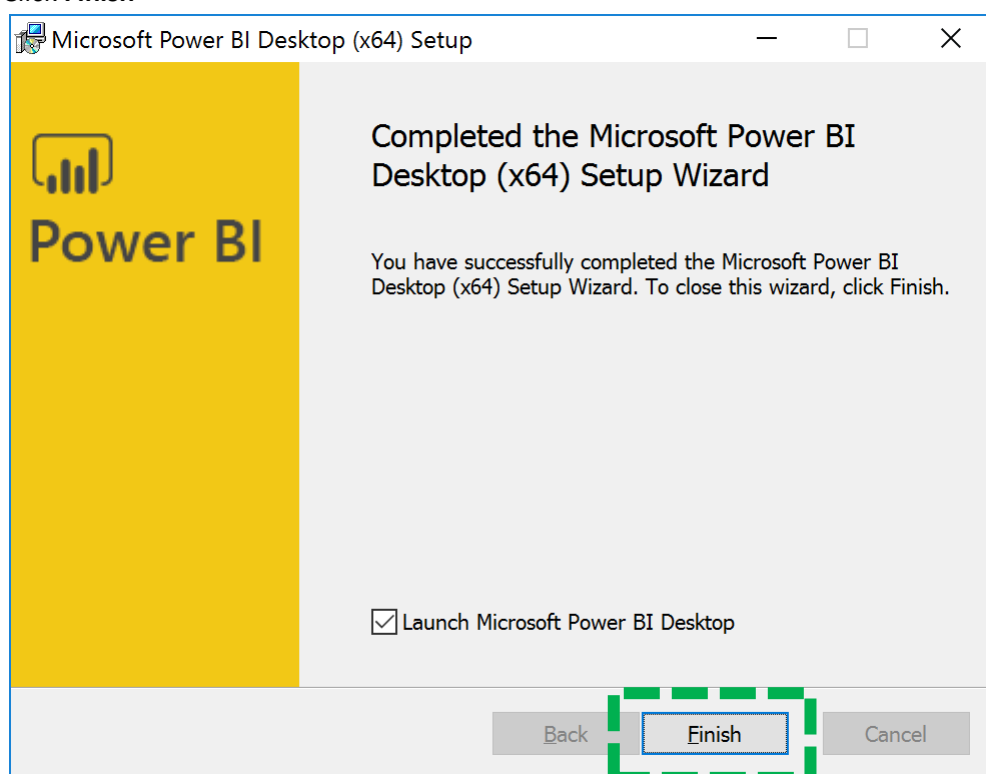 Click Finish
Microsoft Power BI Desktop (x64) Setup
Power BI
Completed the Microsoft Power BI
Desktop (x64) Setup Wizard
You have successfully completed the Microsoft Power BI
Desktop (x64) Setup Wizard. To close this wizard, click Finish.
Launch Microsoft Power BI Desktop
Back
Finish
Cancel